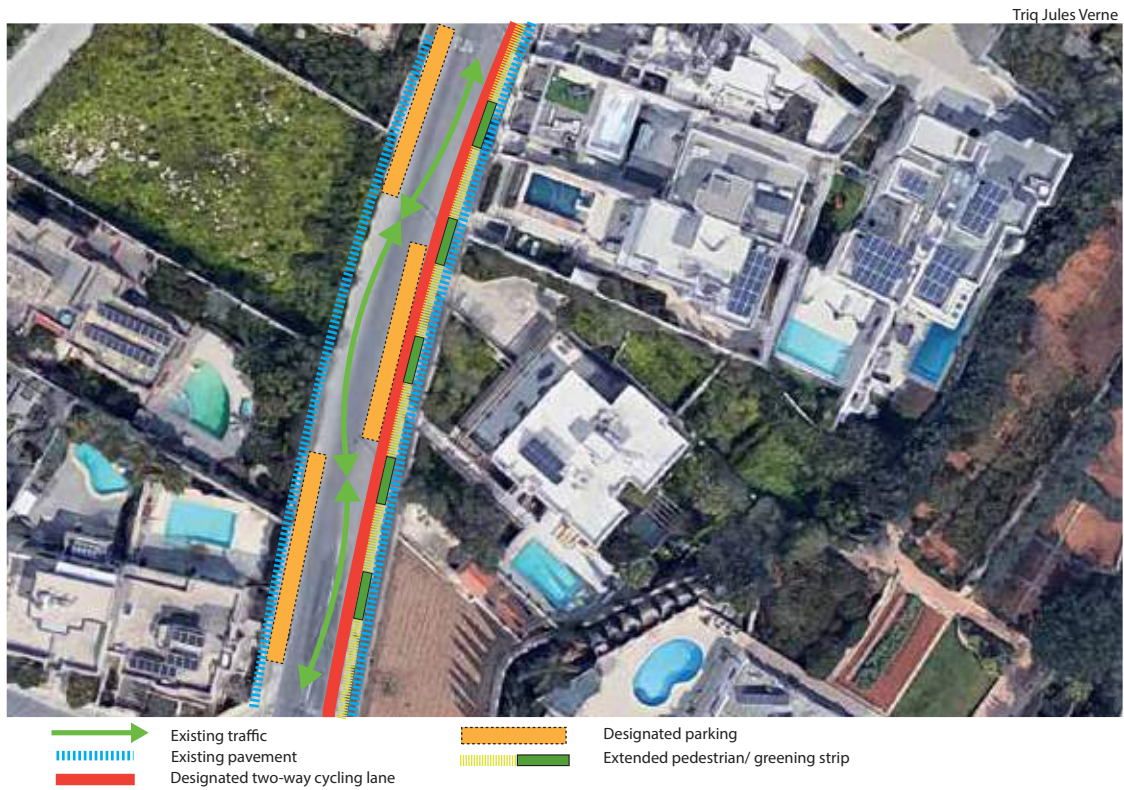 Triq Jules Verne
Existing traffic
Existing pavement
Designated two-way cycling lane
Designated parking
Extended pedestrian/ greening strip